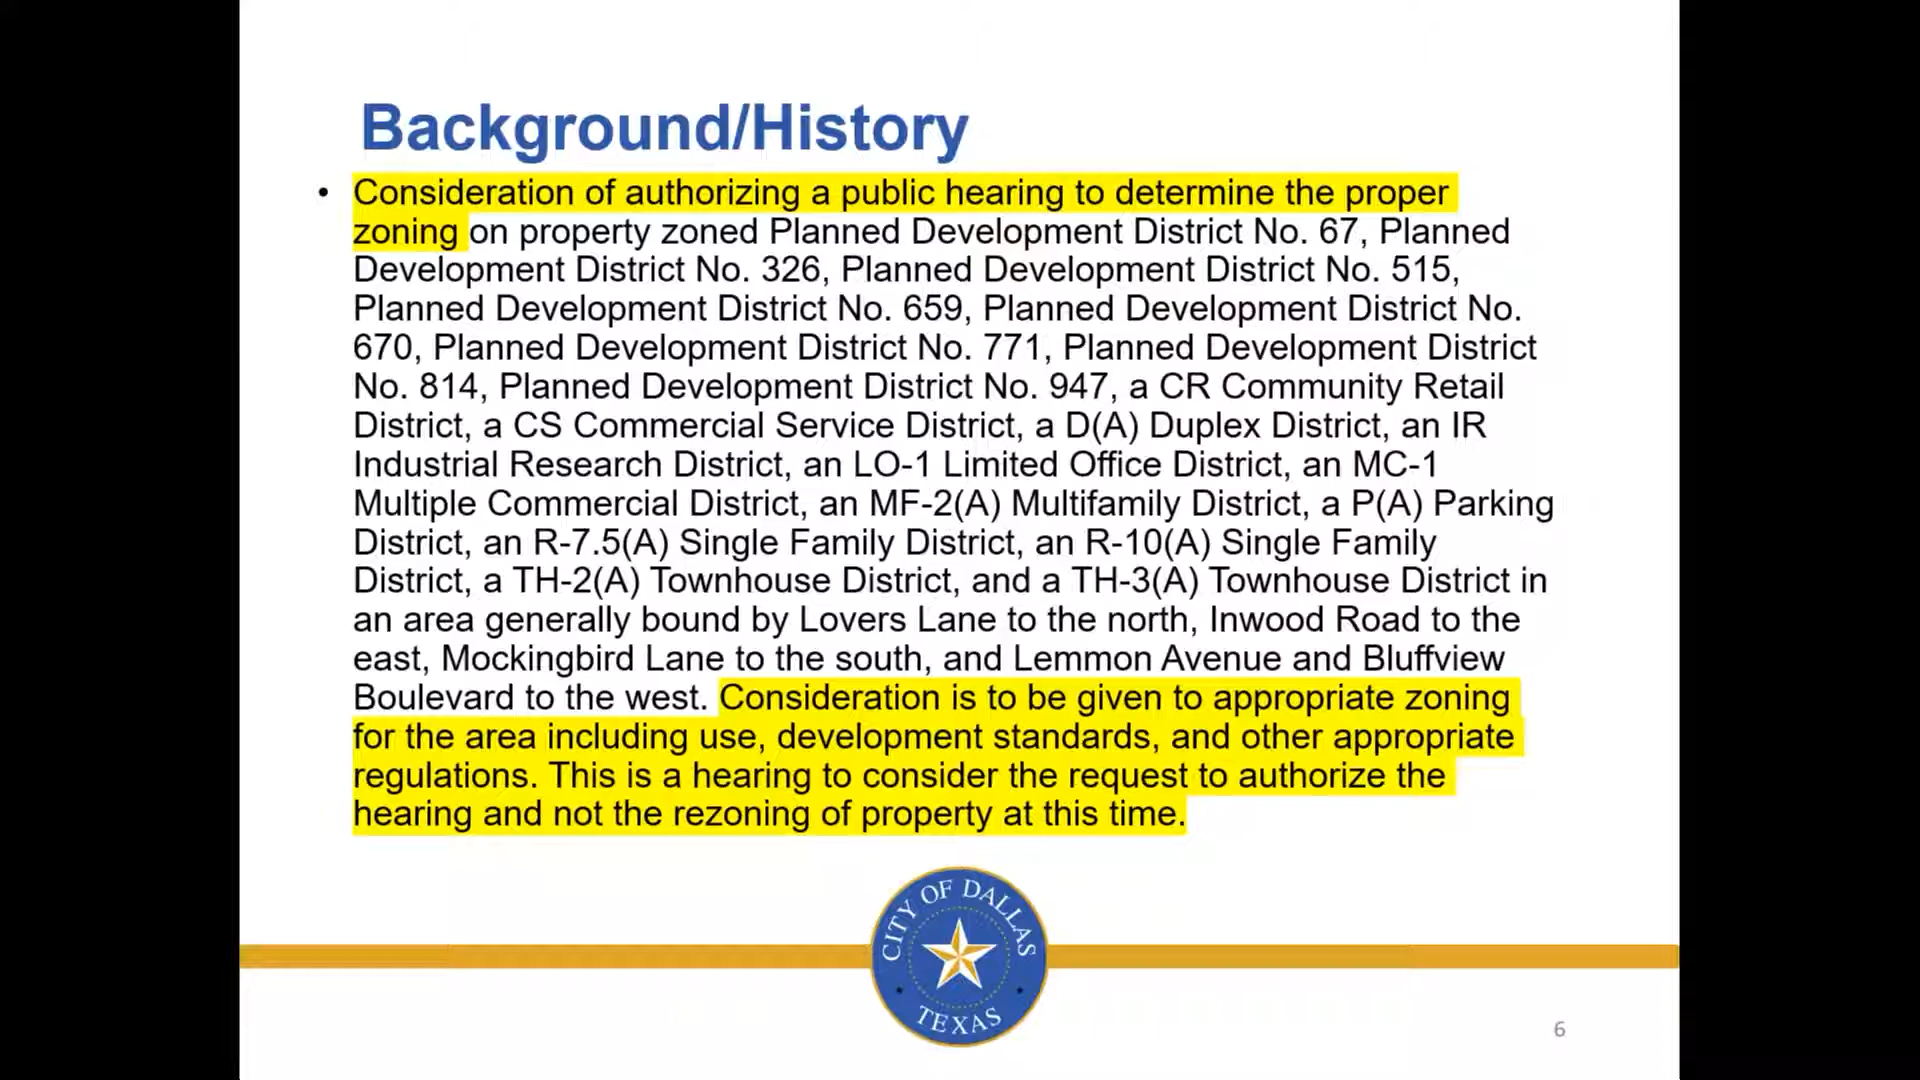 Background/History
• Consideration of authorizing a public hearing to determine the proper
zoning on property zoned Planned Development District No. 67, Planned
Development District No. 326, Planned Development District No. 515,
Planned Development District No. 659, Planned Development District No.
670, Planned Development District No. 771, Planned Development District
No. 814, Planned Development District No. 947, a CR Community Retail
District, a CS Commercial Service District, a D(A) Duplex District, an IR
Industrial Research District, an LO-1 Limited Office District, an MC-1
Multiple Commercial District, an MF-2(A) Multifamily District, a P(A) Parking
District, an R-7.5(A) Single Family District, an R-10(A) Single Family
District, a TH-2(A) Townhouse District, and a TH-3(A) Townhouse District in
an area generally bound by Lovers Lane to the north, Inwood Road to the
east, Mockingbird Lane to the south, and Lemmon Avenue and Bluffview
Boulevard to the west. Consideration is to be given to appropriate zoning
for the area including use, development standards, and other appropriate
regulations. This is a hearing to consider the request to authorize the
hearing and not the rezoning of property at this time.
CITY OF DALLAS
TEXAS
6